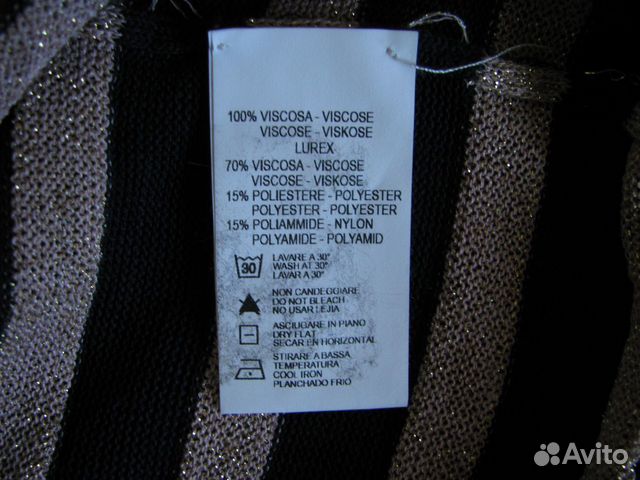 100% VISCOSA - VISCOSE
VISCOSE - VISKOSE
LUREX
70% VISCOSA - VISCOSE
VISCOSE - VISKOSE
15% POLIESTERE - POLYESTER
POLYESTER - POLYESTER
15% POLIAMMIDE - NYLON
POLYAMIDE - POLYAMID
30
LAVARE A 30°
WASH AT 30°
LAVAR A 30°
NON CANDEGGIARE
DO NOT BLEACH
NO USAR LEJIA
ASCIUGARE IN PIANO
DRY FLAT
SECAR EN HORIZONTAL
STIRARE A BASSA
TEMPERATURA
COOL IRON
PLANCHADO FRIO
Avito